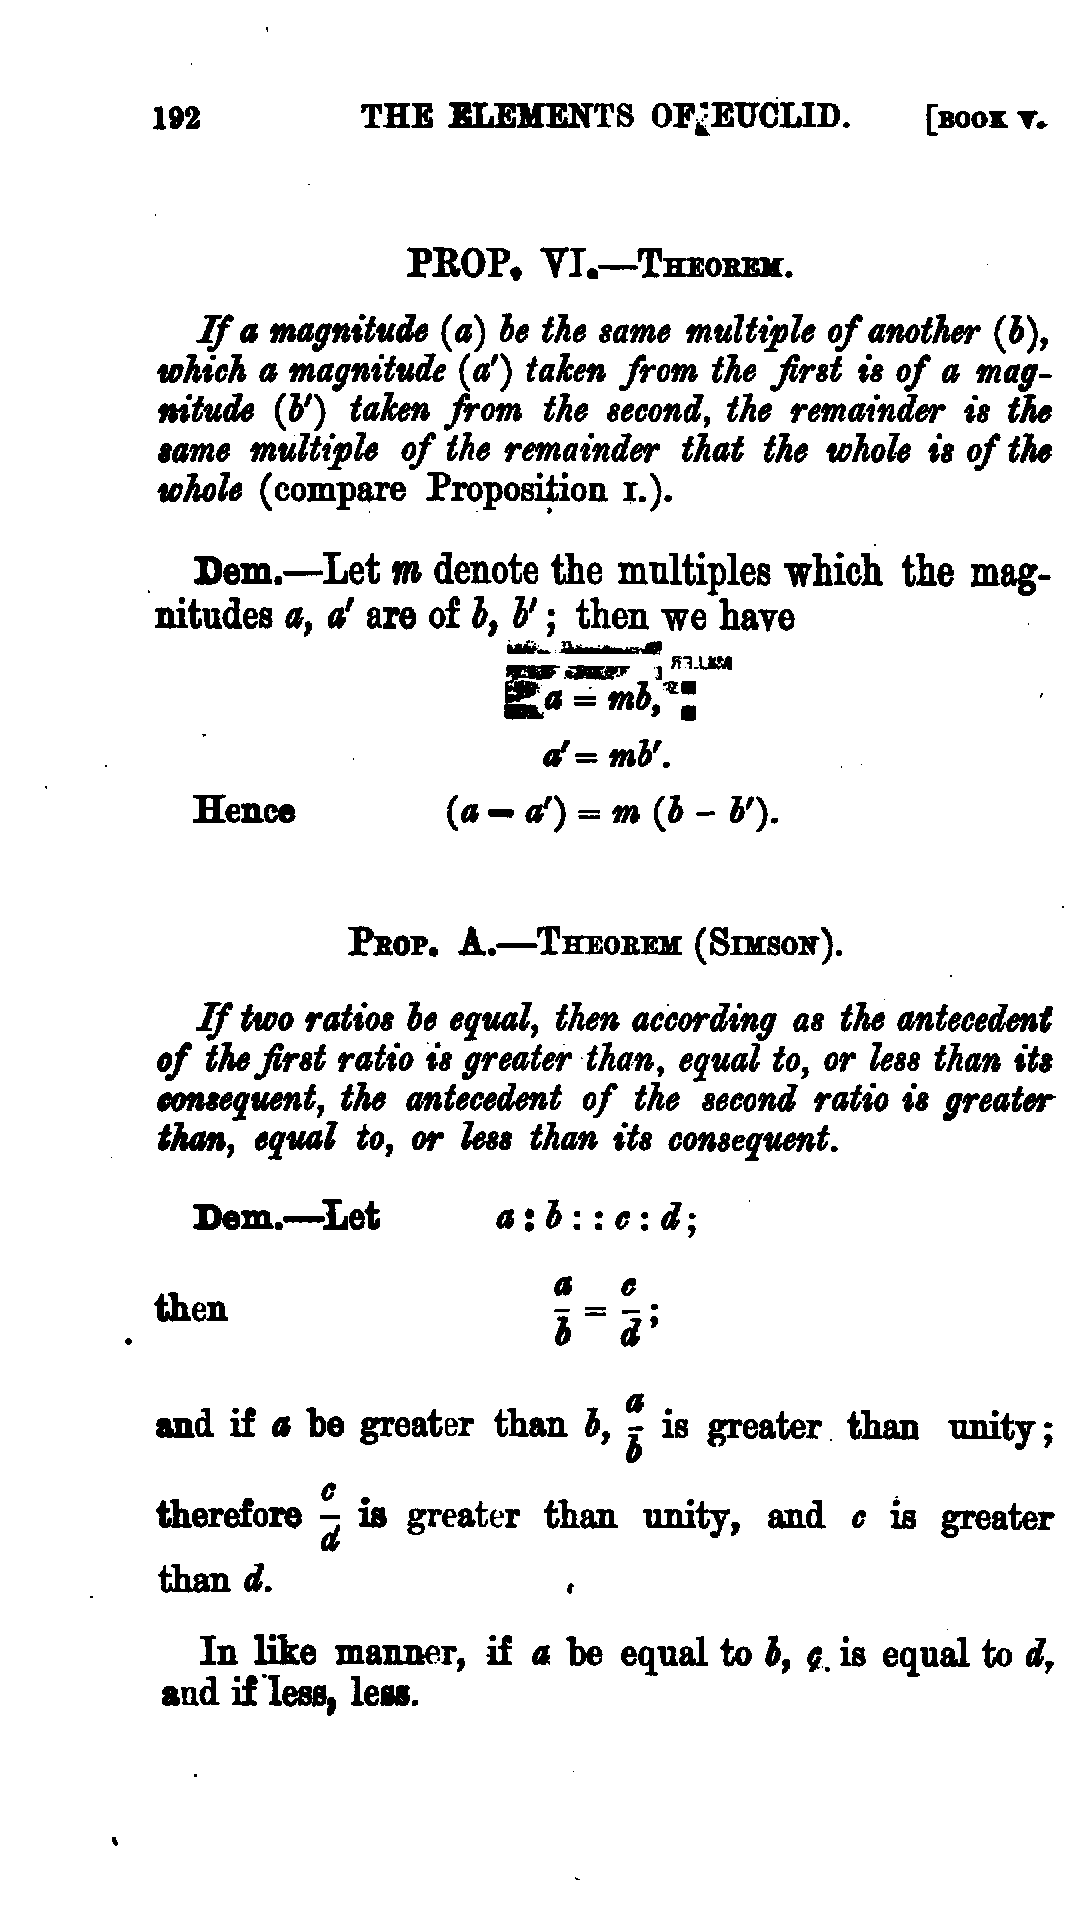 192 THE ELEMENTS OF EUCLID. [BOOK V.
PROP. VI.—THEOREM.
If a magnitude (a) be the same multiple of another (b),
which a magnitude (a′) taken from the first is of a mag-
nitude (b′) taken from the second, the remainder is the
same multiple of the remainder that the whole is of the
whole (compare Proposition I.).
Dem.—Let m denote the multiples which the mag-
nitudes a, a′ are of b, b′; then we have
a = mb,
a′ = mb′.
Hence (a − a′) = m (b − b′).
PROP. A.—THEOREM (SIMSON).
If two ratios be equal, then according as the antecedent
of the first ratio is greater than, equal to, or less than its
consequent, the antecedent of the second ratio is greater
than, equal to, or less than its consequent.
Dem.—Let a : b : : c : d;
then a/b = c/d;
and if a be greater than b, a/b is greater than unity;
therefore c/d is greater than unity, and c is greater
than d.
In like manner, if a be equal to b, c is equal to d,
and if less, less.